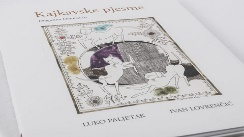 Kajkavske pjesme
LUKO PALJETAK IVAN LOVRENČIĆ